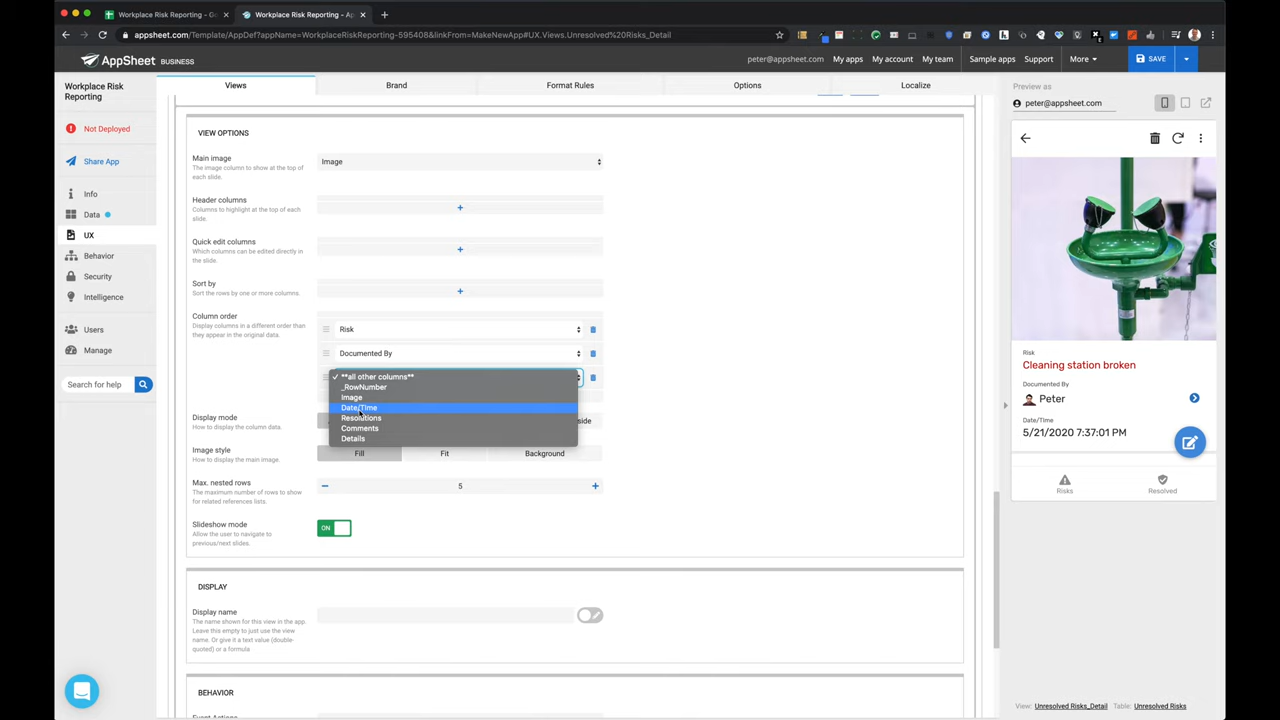 Workplace Risk Reporting - Go
Workplace Risk Reporting - Ap
appsheet.com/Template/AppDef?appName=WorkplaceRiskReporting-595408&linkFrom=MakeNewApp#UX.Views.Unresolved%20Risks_Detail
AppSheet BUSINESS
peter@appsheet.com
My apps
My account
My team
Sample apps
Support
More
SAVE
Workplace Risk
Reporting
Not Deployed
Share App
Info
Data
UX
Behavior
Security
Intelligence
Users
Manage
Search for help
Views
Brand
Format Rules
Options
Localize
VIEW OPTIONS
Main image
The image column to show at the top of
each slide.
Image
Header columns
Columns to highlight at the top of each
slide.
Quick edit columns
Which columns can be edited directly in
the slide.
Sort by
Sort the rows by one or more columns.
Column order
Display columns in a different order than
they appear in the original data.
Risk
Documented By
**all other columns**
_RowNumber
Image
Date/Time
Resolutions
Comments
Details
Display mode
How to display the column data.
side
Image style
How to display the main image.
Fill
Fit
Background
Max. nested rows
The maximum number of rows to show
for related references lists.
5
Slideshow mode
Allow the user to navigate to
previous/next slides.
ON
DISPLAY
Display name
The name shown for this view in the app.
Leave this empty to just use the view
name. Or give it a text value (double-
quoted) or a formula
BEHAVIOR
Event Actions
Preview as
peter@appsheet.com
Risk
Cleaning station broken
Documented By
Peter
Date/Time
5/21/2020 7:37:01 PM
Risks
Resolved
View: Unresolved Risks_Detail Table: Unresolved Risks